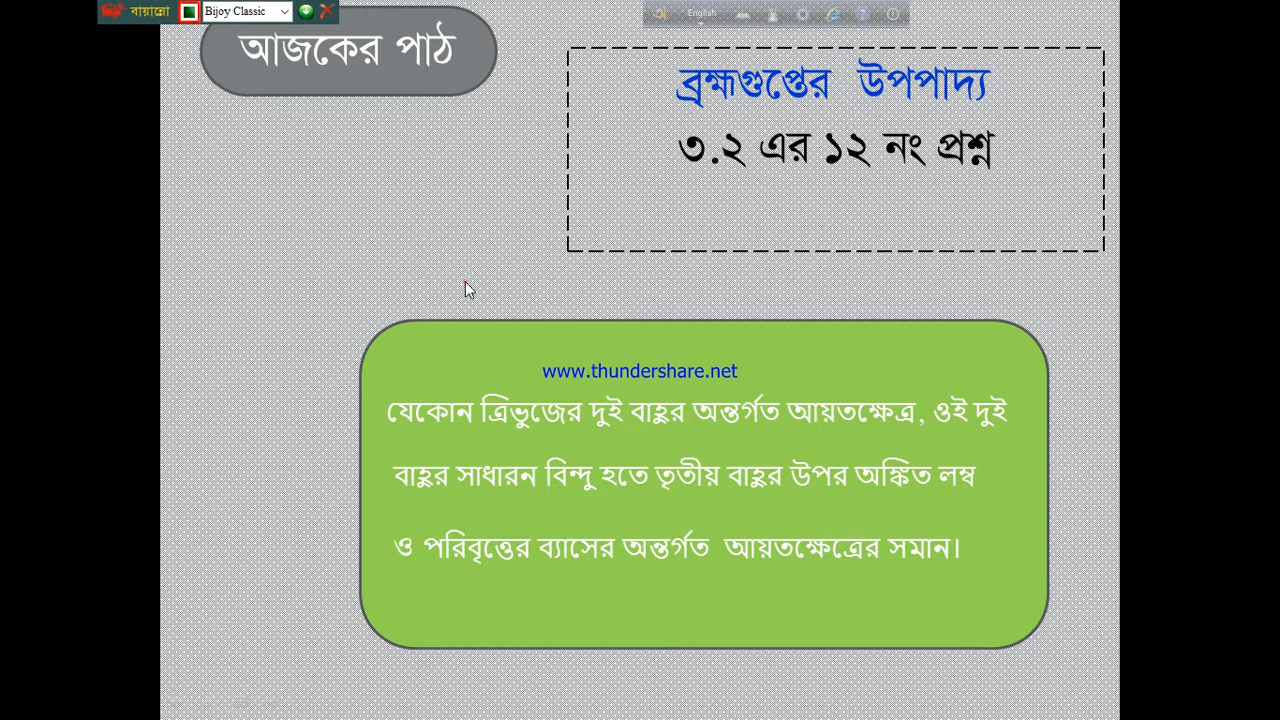 বায়ান্নো
Bijoy Classic
অ English
আজকের পাঠ
ব্রহ্মগুপ্তের উপপাদ্য
৩.২ এর ১২ নং প্রশ্ন
www.thundershare.net
যেকোন ত্রিভুজের দুই বাহুর অন্তর্গত আয়তক্ষেত্র, ওই দুই
বাহুর সাধারন বিন্দু হতে তৃতীয় বাহুর উপর অঙ্কিত লম্ব
ও পরিবৃত্তের ব্যাসের অন্তর্গত আয়তক্ষেত্রের সমান।